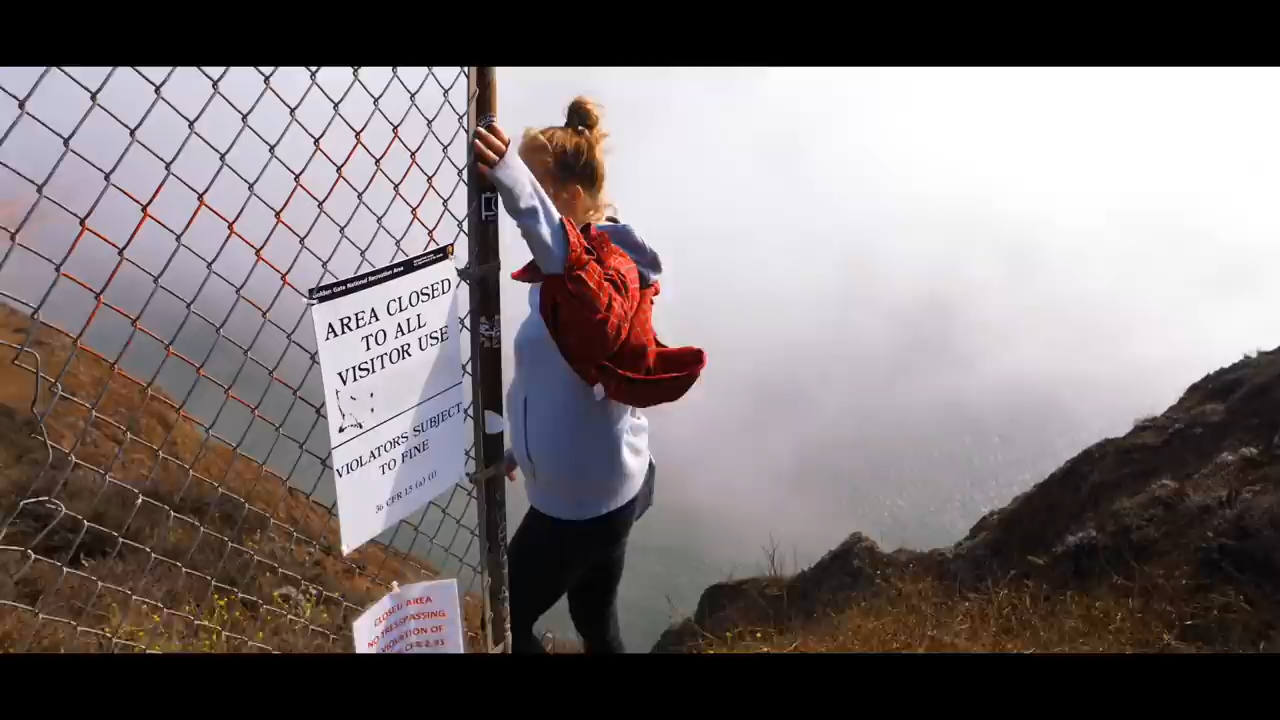 Golden Gate National Recreation Area
AREA CLOSED
TO ALL
VISITOR USE
VIOLATORS SUBJECT
TO FINE
36 CFR 1.5 (a) (1)
CLOSED AREA
NO TRESPASSING
VIOLATION OF